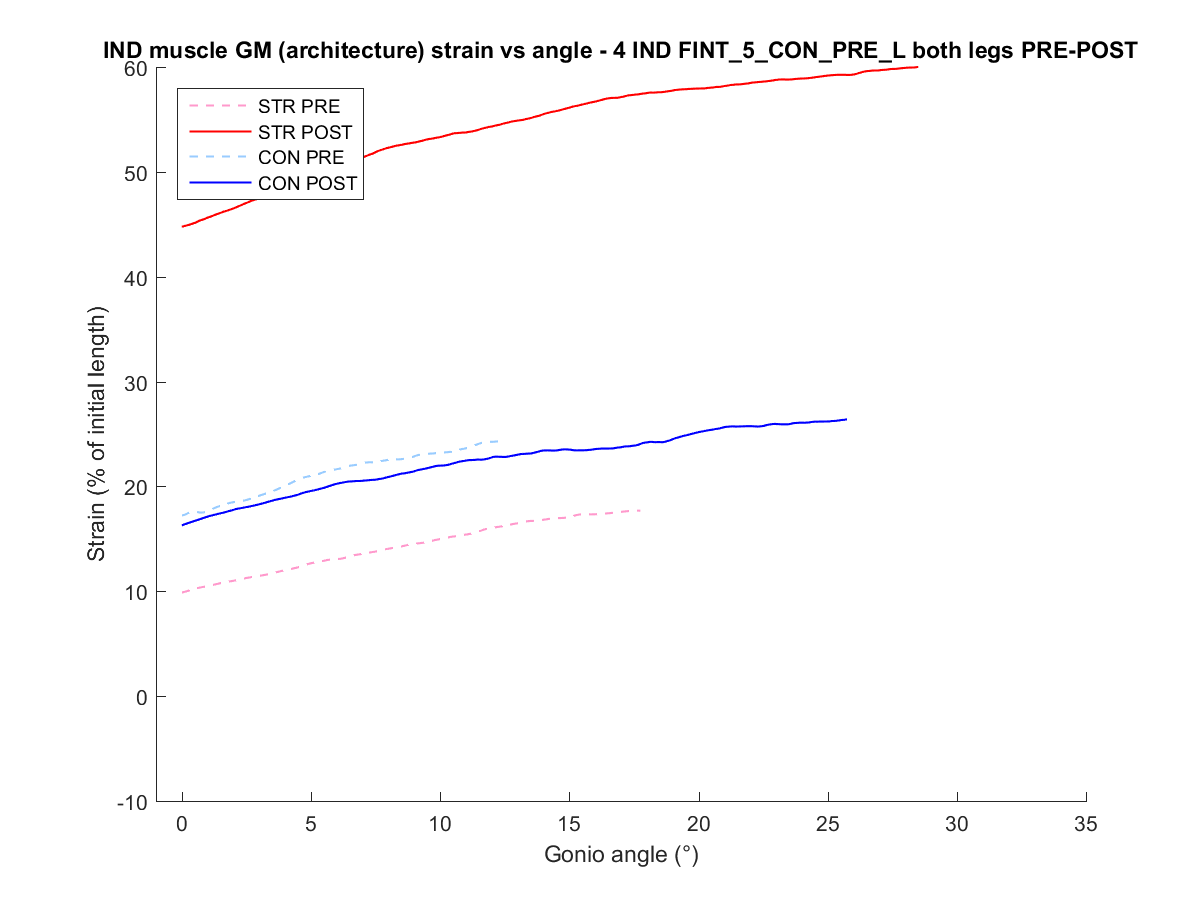 IND muscle GM (architecture) strain vs angle - 4 IND FINT_5_CON_PRE_L both legs PRE-POST
60
STR PRE
STR POST
CON PRE
CON POST
50
40
30
20
10
0
-10
Strain (% of initial length)
0 5 10 15 20 25 30 35
Gonio angle (°)